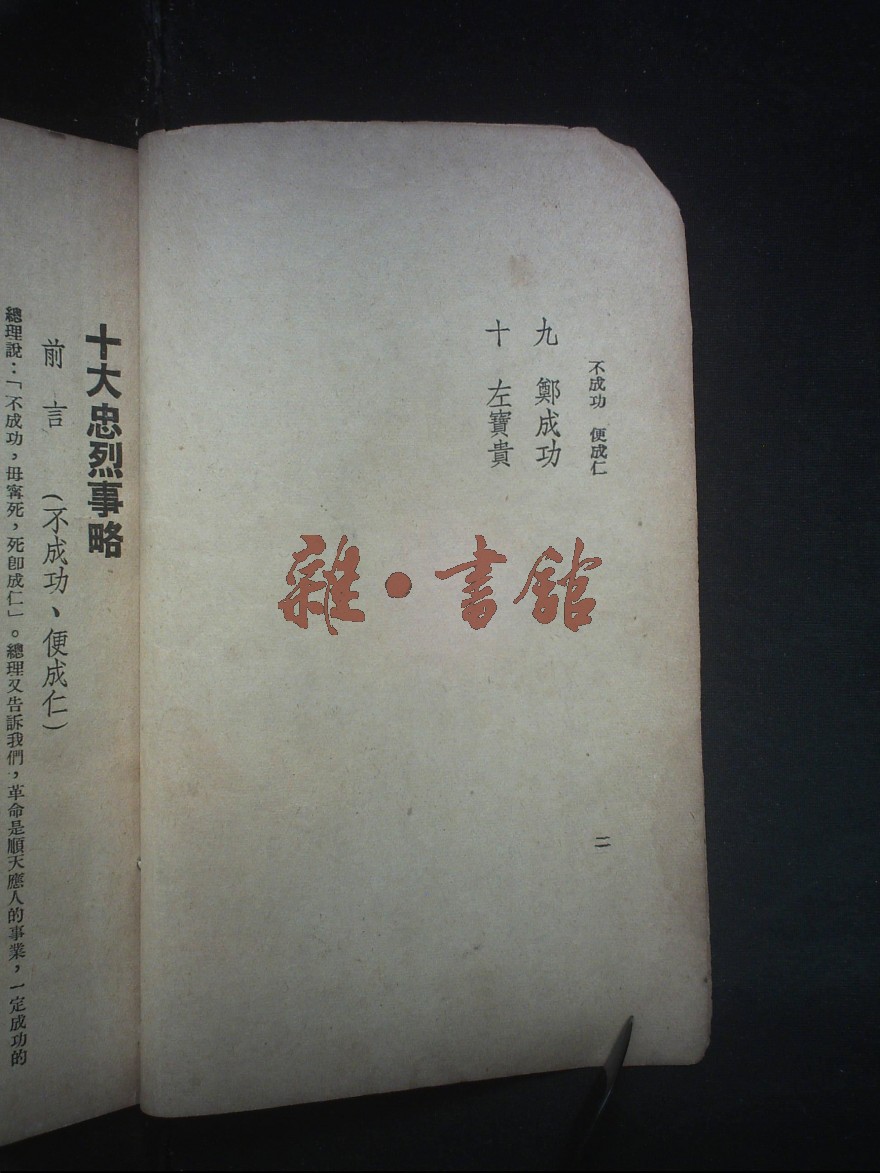 不成功 便成仁
九 鄭成功
十 左寶貴
二
雜·書館
十大忠烈事略
前言 (不成功、便成仁)
總理說:「不成功,毋寧死,死卽成仁」。總理又告訴我們,革命是順天應人的事業,一定成功的